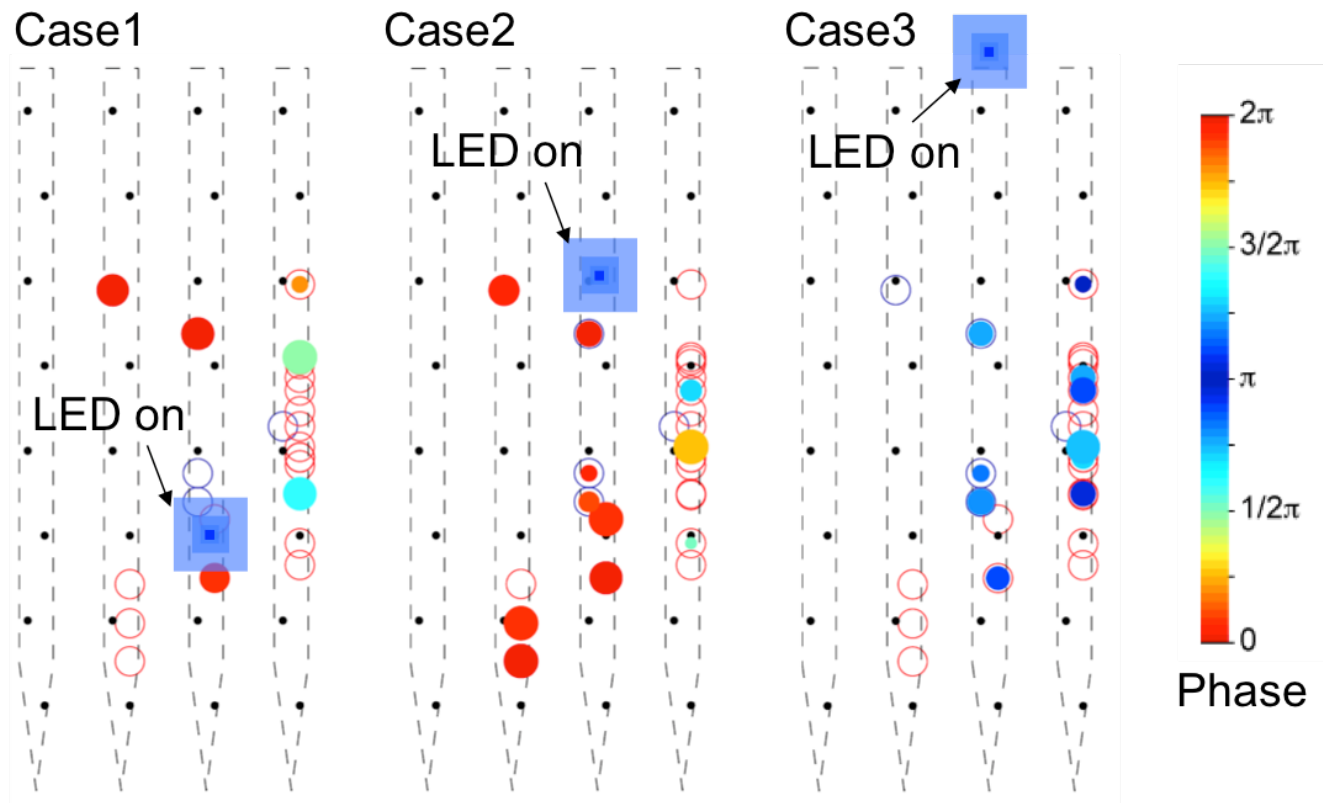 Case1
Case2
Case3
LED on
LED on
LED on
2π
3/2π
π
1/2π
0
Phase